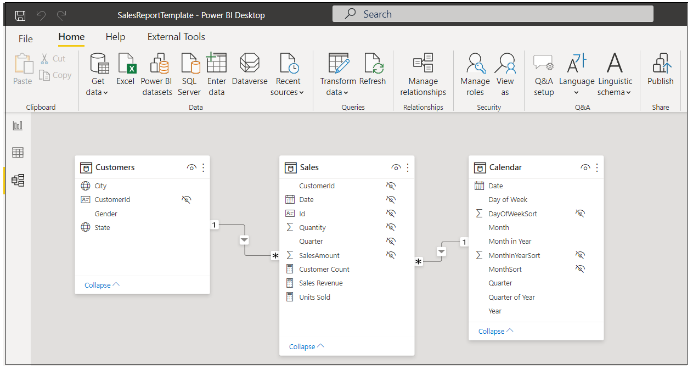 SalesReportTemplate - Power BI Desktop
Search
File
Home
Help
External Tools
Paste
Cut
Copy
Clipboard
Get data
Excel
Power BI datasets
SQL Server
Enter data
Dataverse
Recent sources
Data
Transform data
Refresh
Queries
Manage relationships
Relationships
Manage roles
View as
Security
Q&A setup
Language
Linguistic schema
Q&A
Publish
Share
Customers
City
CustomerId
Gender
State
Collapse
1
*
Sales
CustomerId
Date
Id
Quantity
Quarter
SalesAmount
Customer Count
Sales Revenue
Units Sold
Collapse
*
1
Calendar
Date
Day of Week
DayOfWeekSort
Month
Month in Year
MonthInYearSort
MonthSort
Quarter
Quarter of Year
Year
Collapse